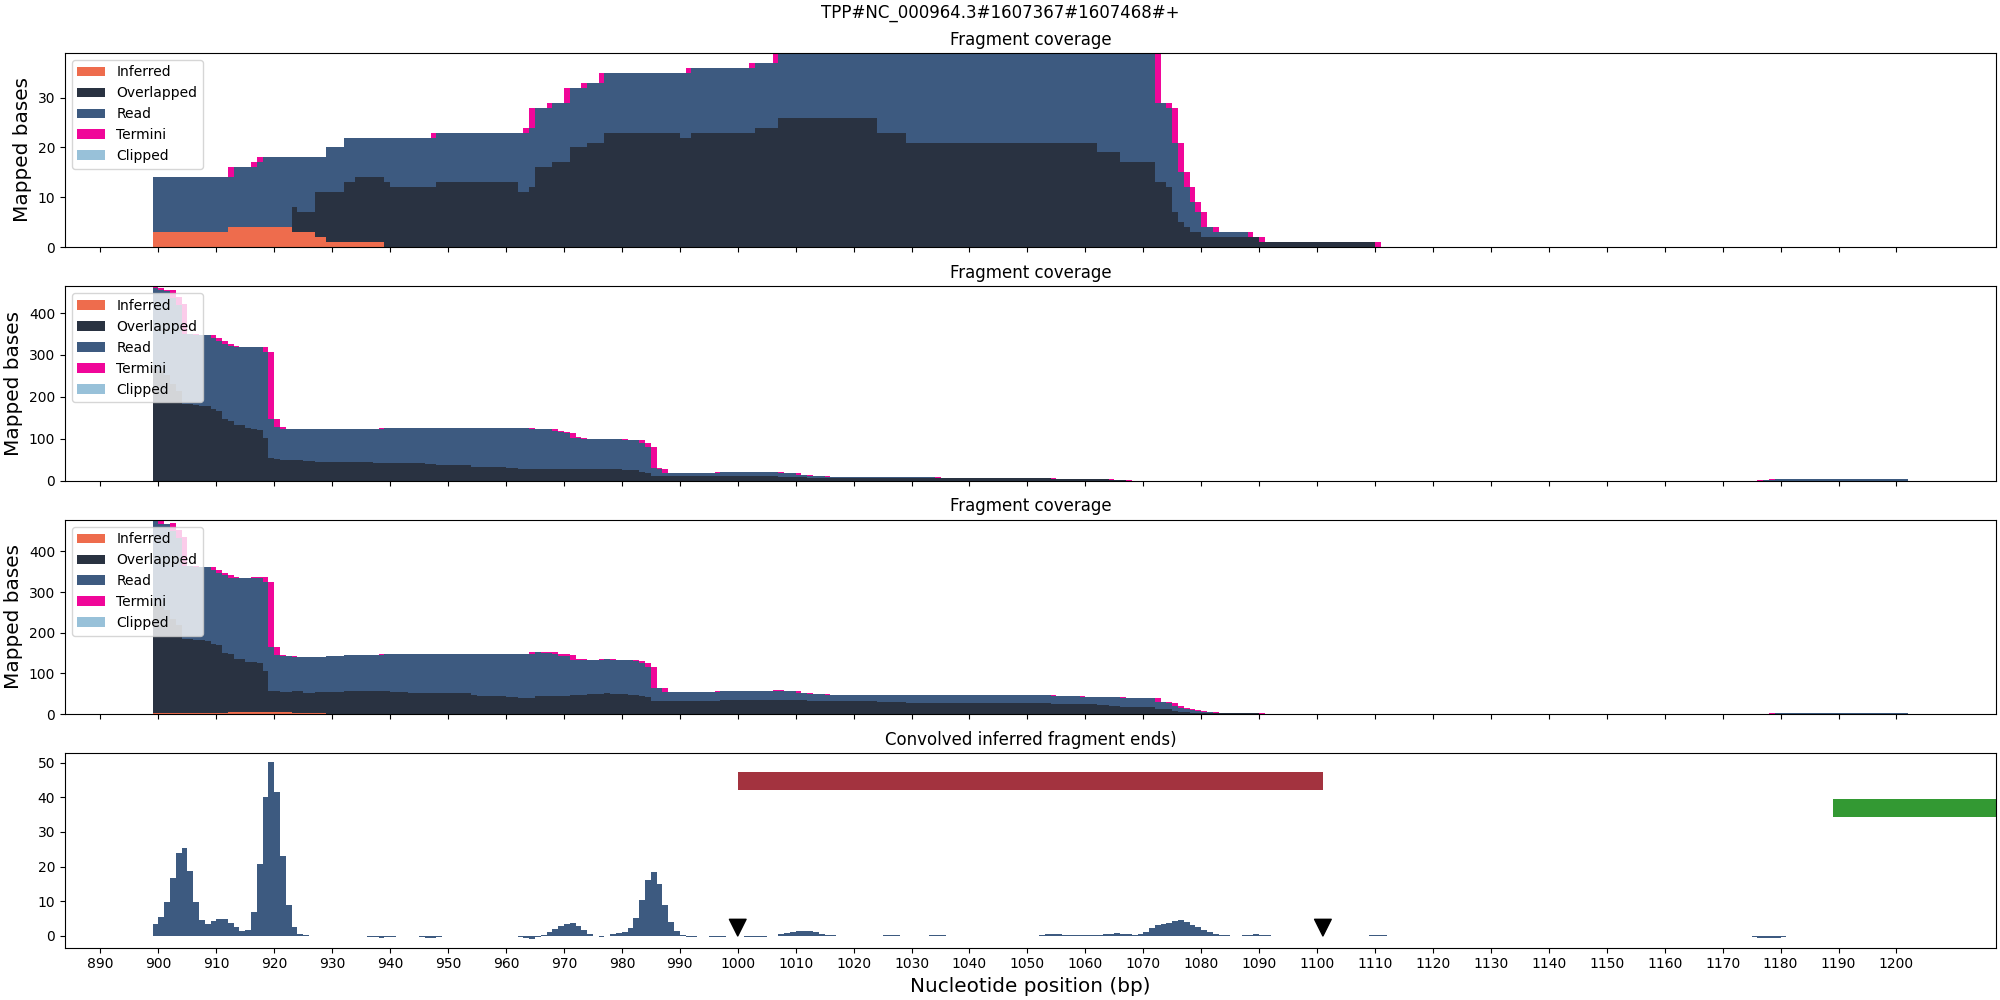 TPP#NC_000964.3#1607367#1607468#+
Fragment coverage
Mapped bases
30
20
10
0
Inferred
Overlapped
Read
Termini
Clipped
Fragment coverage
Mapped bases
400
300
200
100
0
Inferred
Overlapped
Read
Termini
Clipped
Fragment coverage
Mapped bases
400
300
200
100
0
Inferred
Overlapped
Read
Termini
Clipped
Convolved inferred fragment ends)
50
40
30
20
10
0
890 900 910 920 930 940 950 960 970 980 990 1000 1010 1020 1030 1040 1050 1060 1070 1080 1090 1100 1110 1120 1130 1140 1150 1160 1170 1180 1190 1200
Nucleotide position (bp)